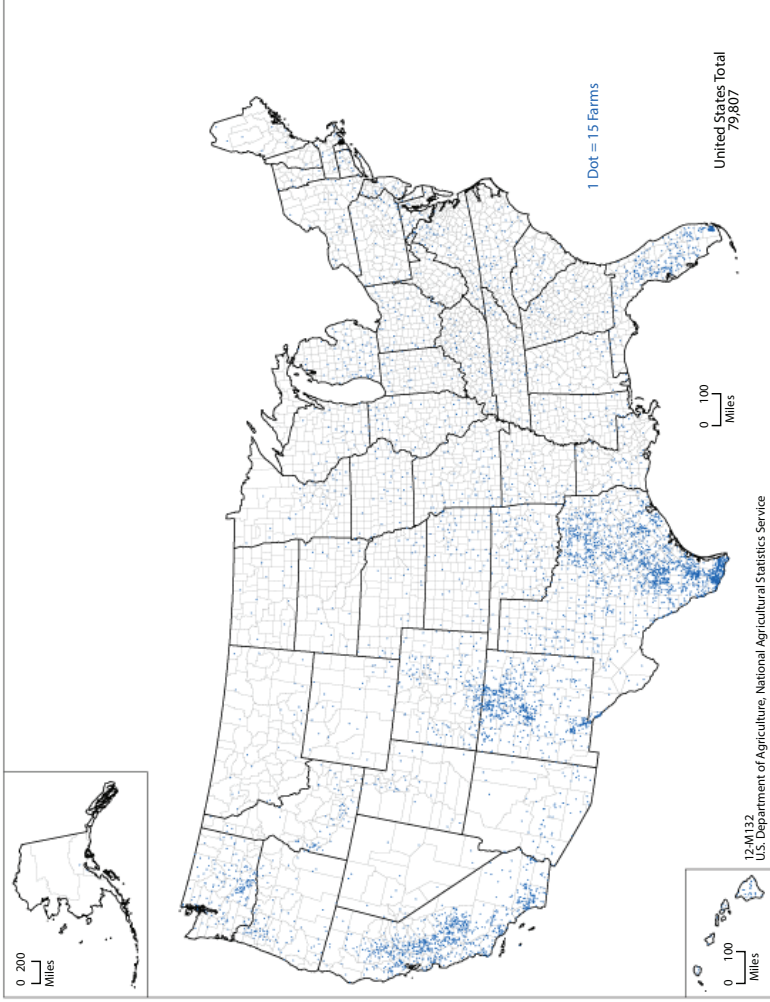 0 200
Miles
1 Dot = 15 Farms
United States Total
79,807
0 100
Miles
0 100
Miles
12-M132
U.S. Department of Agriculture, National Agricultural Statistics Service